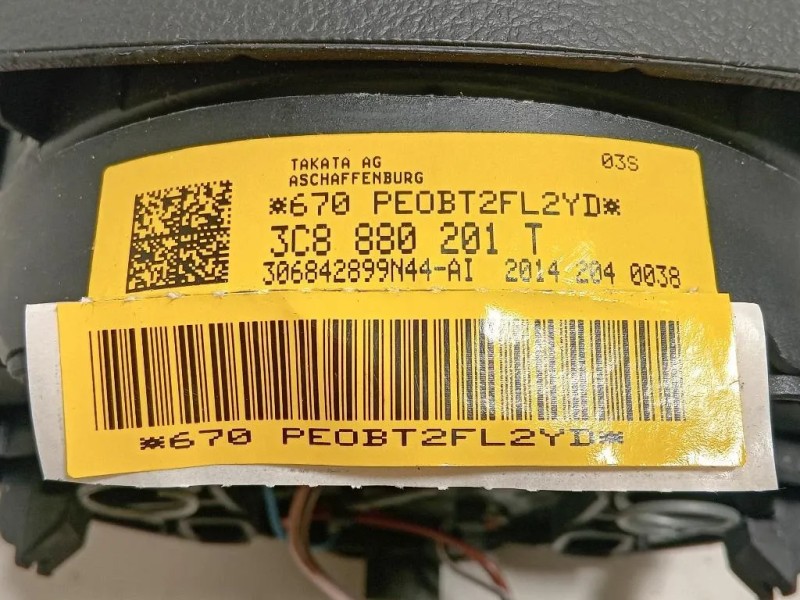 TAKATA AG
ASCHAFFENBURG
03S
*670 PEOBT2FL2YD*
3C8 880 201 T
306842899N44-AI 2014 204 0038
*670 PEOBT2FL2YD*